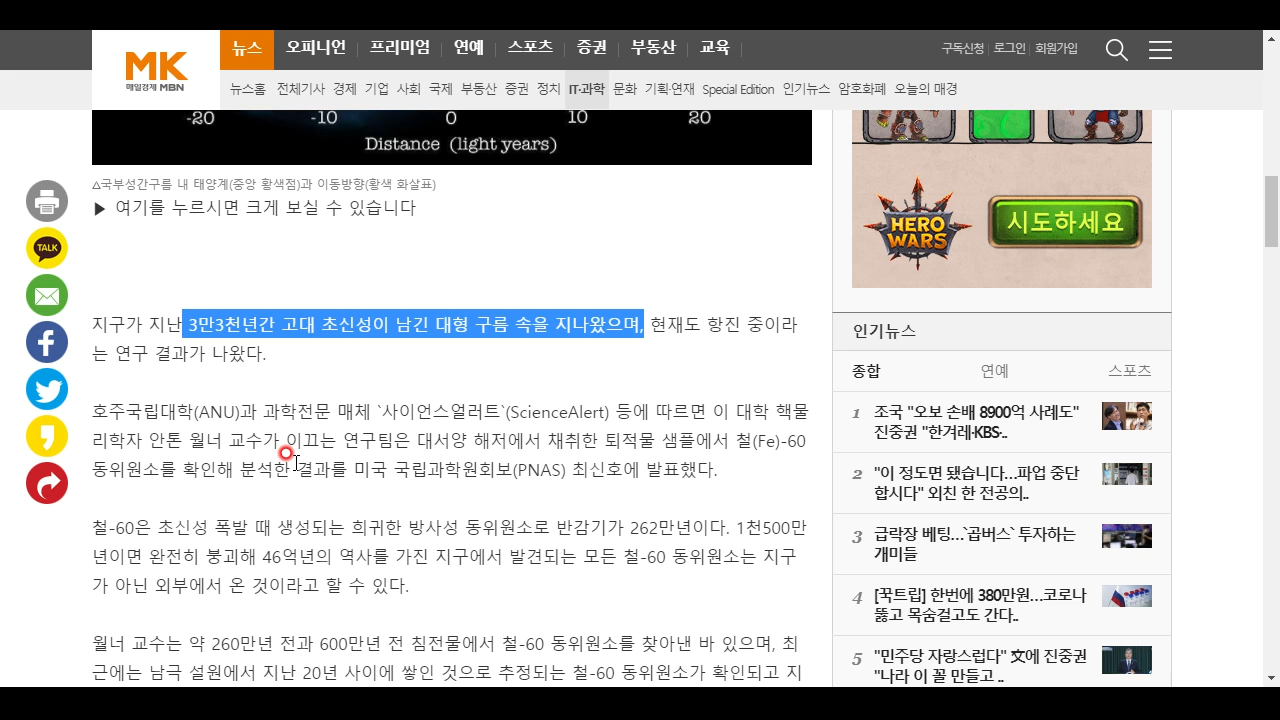 MK
매일경제 MBN
뉴스 오피니언 프리미엄 연예 스포츠 증권 부동산 교육
구독신청 로그인 회원가입
뉴스홈 전체기사 경제 기업 사회 국제 부동산 증권 정치 IT·과학 문화 기획·연재 Special Edition 인기뉴스 암호화폐 오늘의 매경
-20 -10 0 10 20
Distance (light years)
△국부성간구름 내 태양계(중앙 황색점)과 이동방향(황색 화살표)
▶ 여기를 누르시면 크게 보실 수 있습니다
TALK
지구가 지난 3만3천년간 고대 초신성이 남긴 대형 구름 속을 지나왔으며, 현재도 항진 중이라
는 연구 결과가 나왔다.
호주국립대학(ANU)과 과학전문 매체 `사이언스얼러트`(ScienceAlert) 등에 따르면 이 대학 핵물
리학자 안톤 월너 교수가 이끄는 연구팀은 대서양 해저에서 채취한 퇴적물 샘플에서 철(Fe)-60
동위원소를 확인해 분석한 결과를 미국 국립과학원회보(PNAS) 최신호에 발표했다.
철-60은 초신성 폭발 때 생성되는 희귀한 방사성 동위원소로 반감기가 262만년이다. 1천500만
년이면 완전히 붕괴해 46억년의 역사를 가진 지구에서 발견되는 모든 철-60 동위원소는 지구
가 아닌 외부에서 온 것이라고 할 수 있다.
월너 교수는 약 260만년 전과 600만년 전 침전물에서 철-60 동위원소를 찾아낸 바 있으며, 최
근에는 남극 설원에서 지난 20년 사이에 쌓인 것으로 추정되는 철-60 동위원소가 확인되고 지
HERO
WARS
시도하세요
인기뉴스
종합 연예 스포츠
1 조국 "오보 손배 8900억 사례도"
진중권 "한겨레·KBS·..
2 "이 정도면 됐습니다…파업 중단
합시다" 외친 한 전공의..
3 급락장 베팅…`곱버스` 투자하는
개미들
4 [꾹트립] 한번에 380만원…코로나
뚫고 목숨걸고도 간다..
5 "민주당 자랑스럽다" 文에 진중권
"나라 이 꼴 만들고 ..